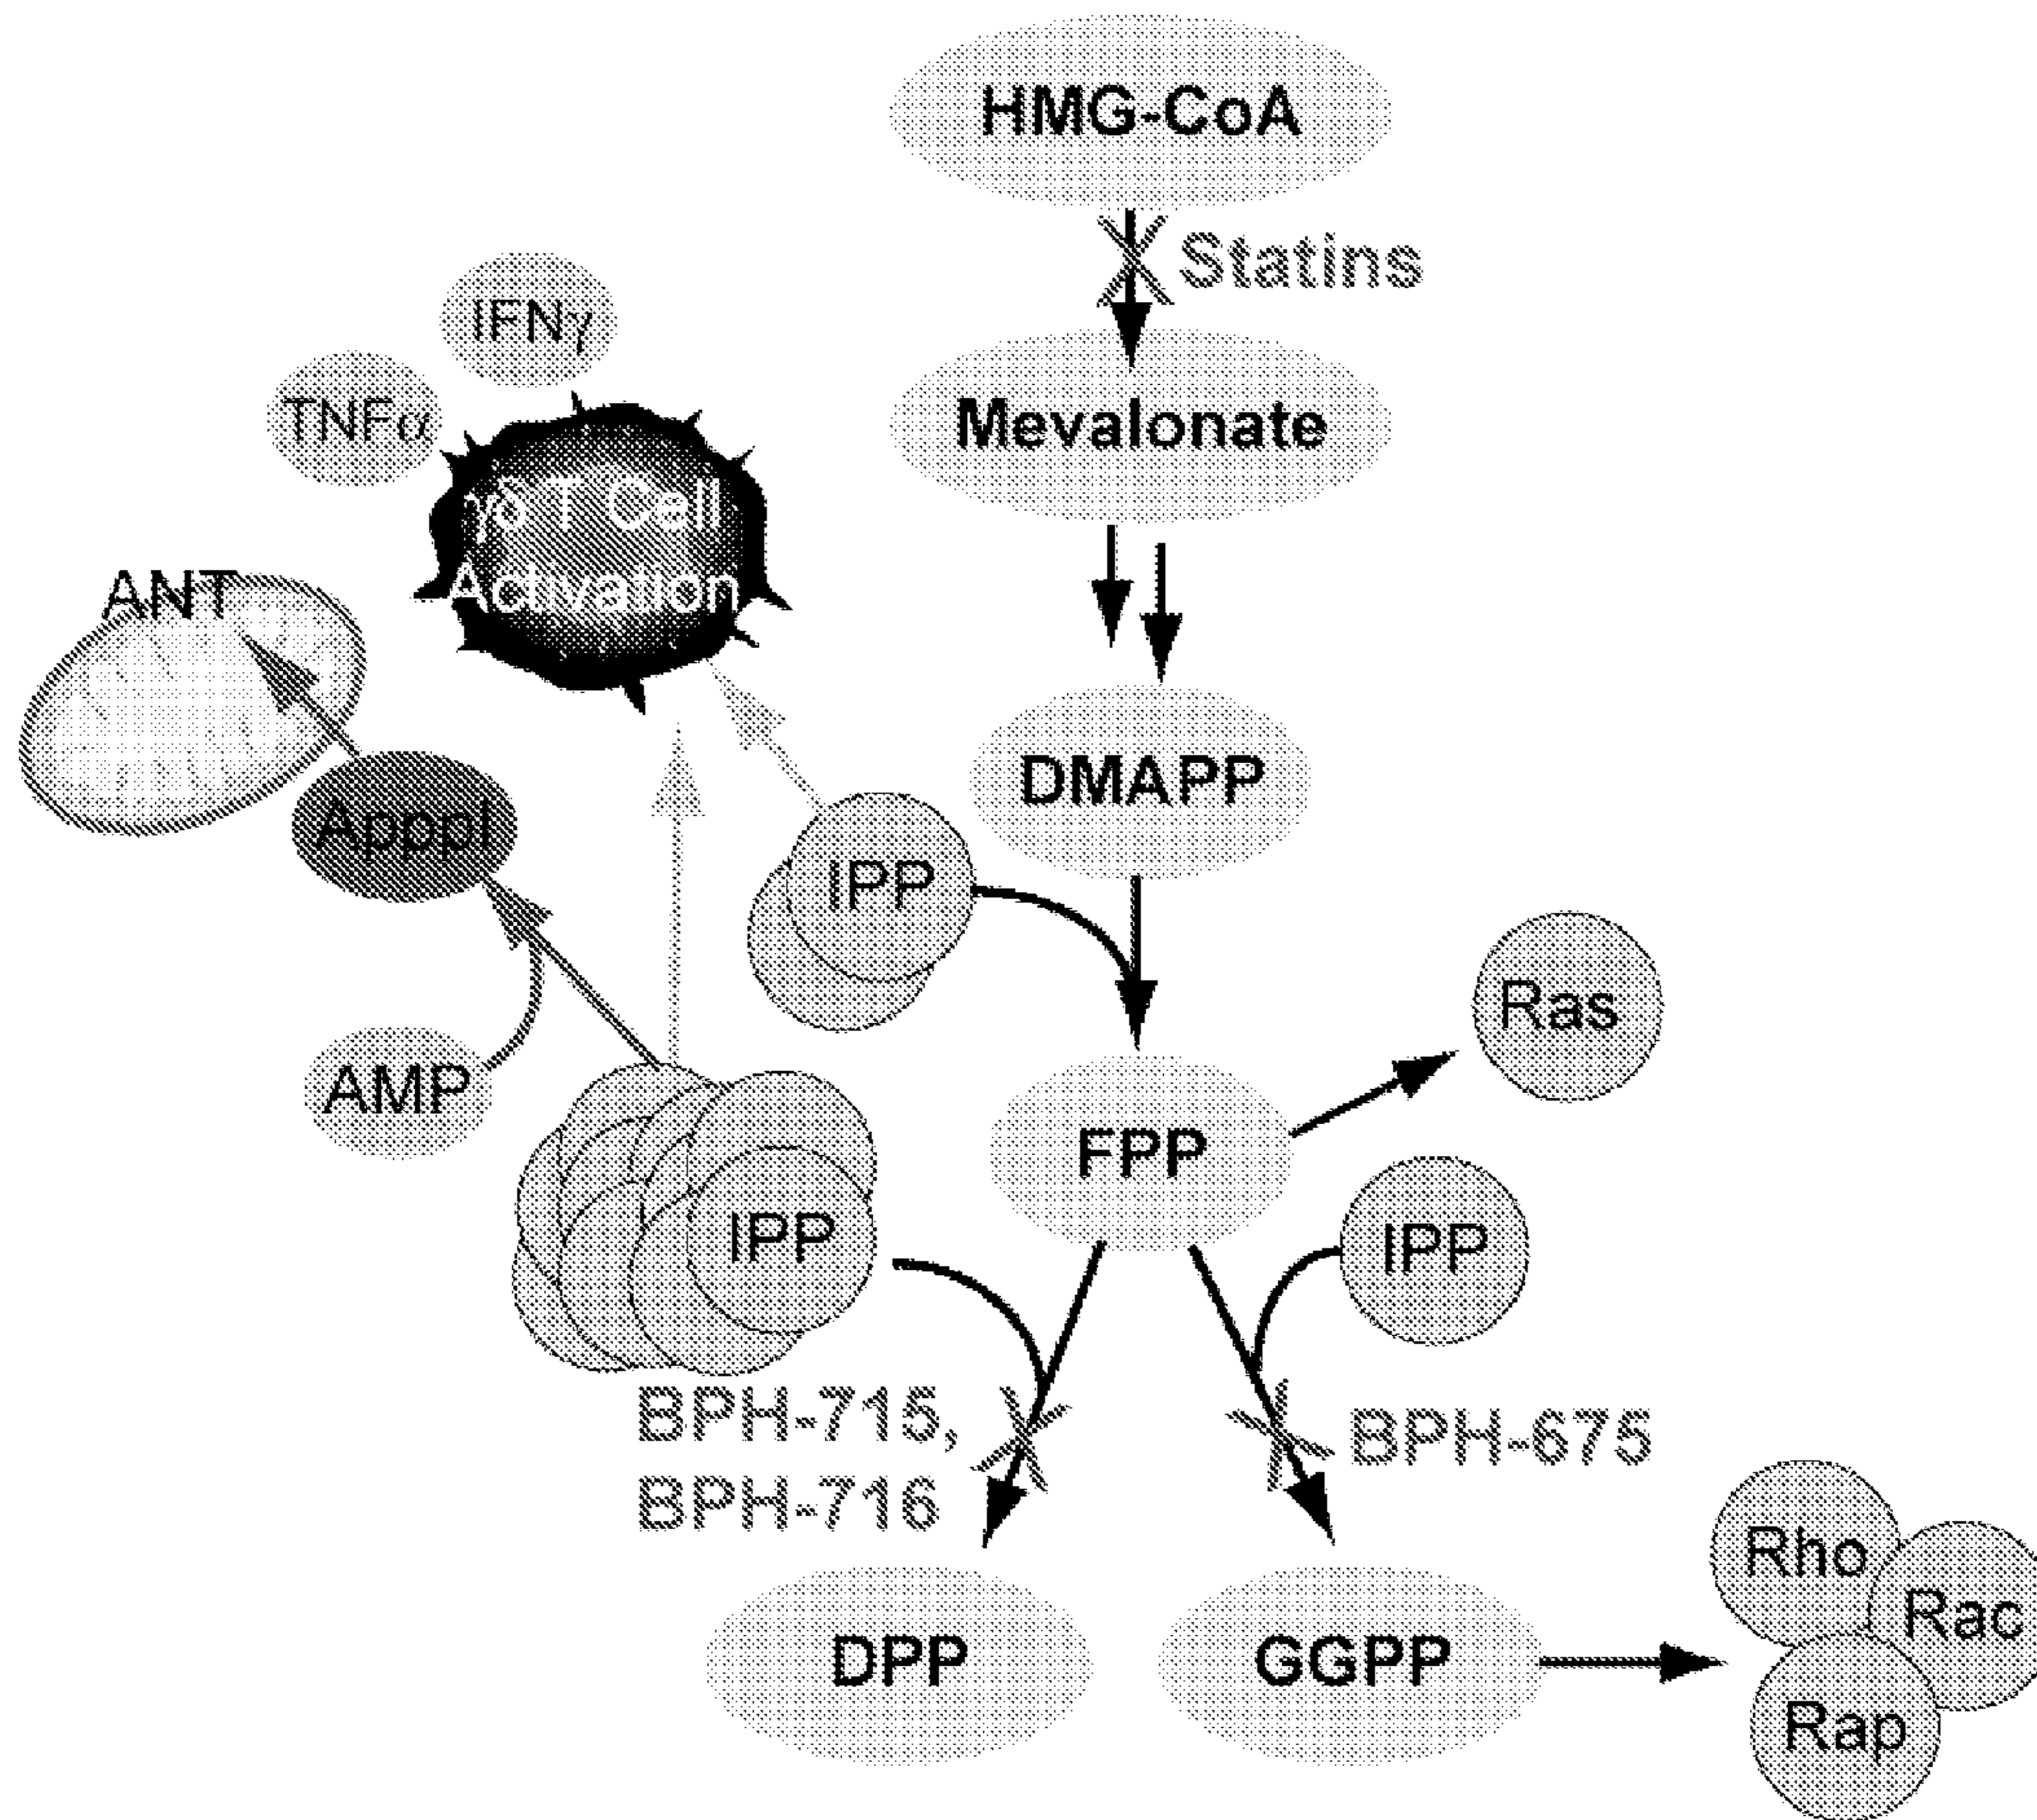 HMG-CoA
Statins
IFNγ
TNFα
Mevalonate
γδ T Cell
Activation
ANT
DMAPP
ApppI
IPP
Ras
AMP
FPP
IPP
IPP
BPH-715,
BPH-716
BPH-675
Rho
Rac
DPP
GGPP
Rap